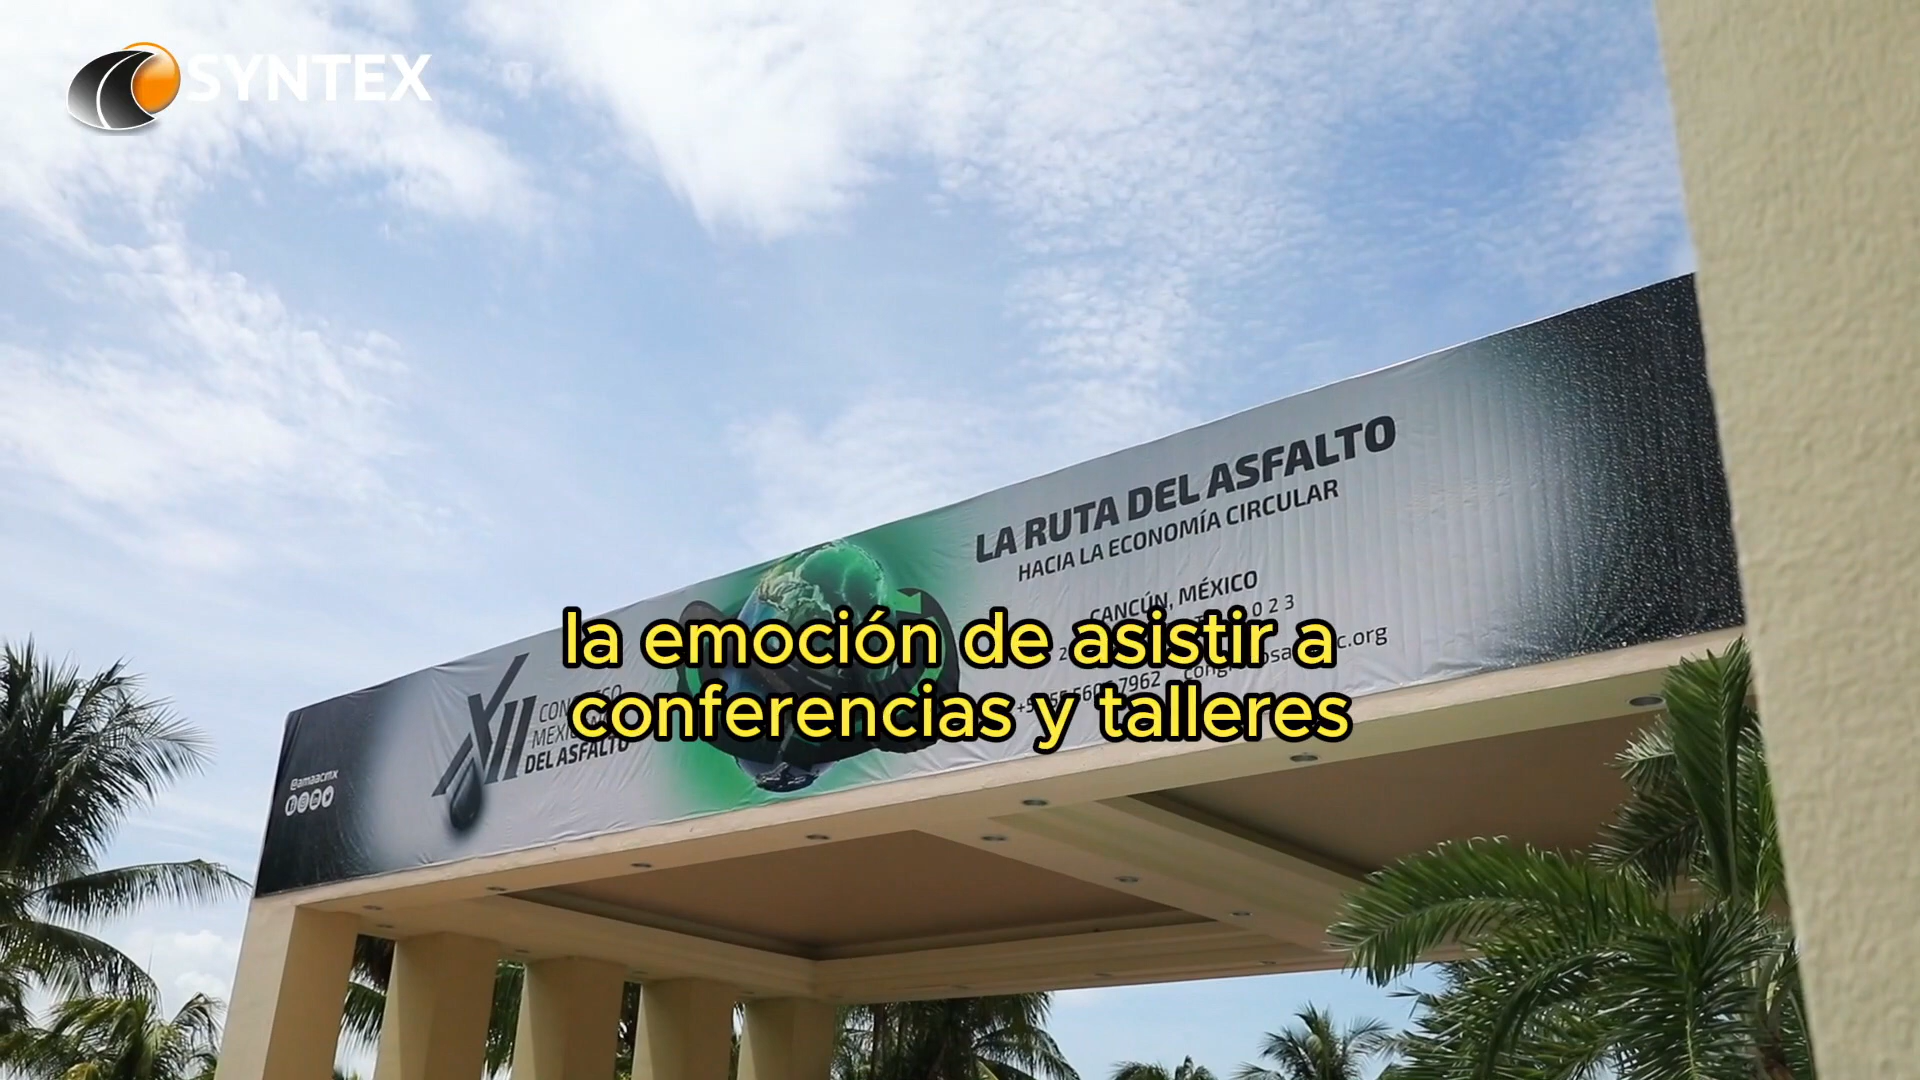 SYNTEX
LA RUTA DEL ASFALTO
HACIA LA ECONOMÍA CIRCULAR
CANCÚN, MÉXICO
la emoción de asistir a
conferencias y talleres
XII
DEL ASFALTO
@amaacmx